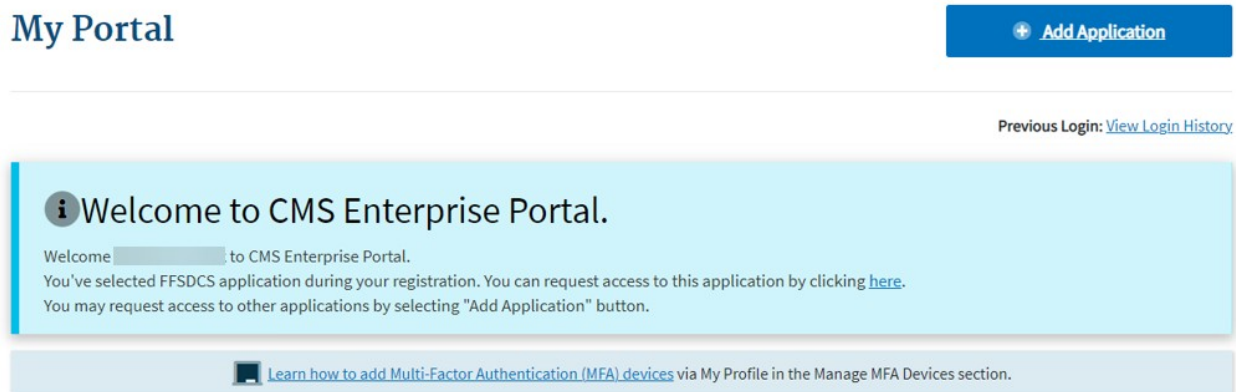 My Portal
Add Application
Previous Login: View Login History
Welcome to CMS Enterprise Portal.
Welcome to CMS Enterprise Portal.
You've selected FFSDCS application during your registration. You can request access to this application by clicking here.
You may request access to other applications by selecting "Add Application" button.
Learn how to add Multi-Factor Authentication (MFA) devices via My Profile in the Manage MFA Devices section.